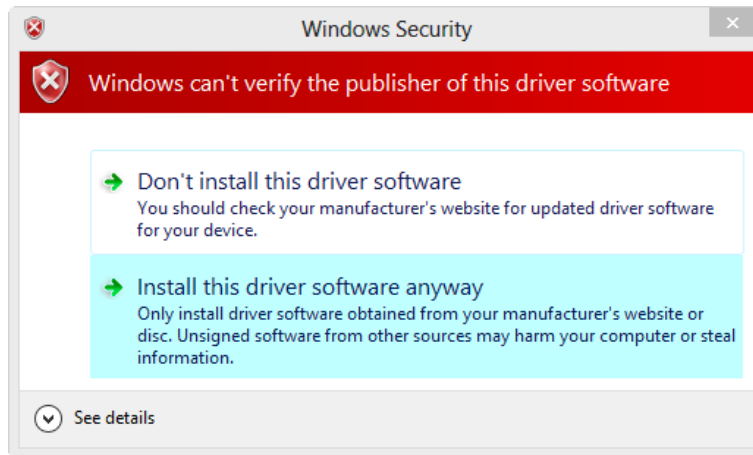 Windows Security
Windows can't verify the publisher of this driver software
Don't install this driver software
You should check your manufacturer's website for updated driver software
for your device.
Install this driver software anyway
Only install driver software obtained from your manufacturer's website or
disc. Unsigned software from other sources may harm your computer or steal
information.
See details